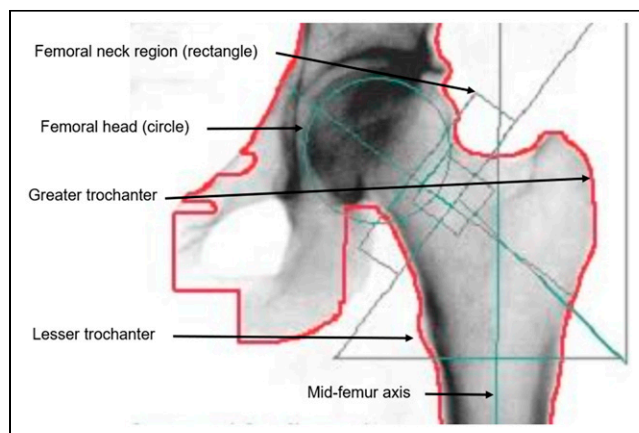 Femoral neck region (rectangle)
Femoral head (circle)
Greater trochanter
Lesser trochanter
Mid-femur axis